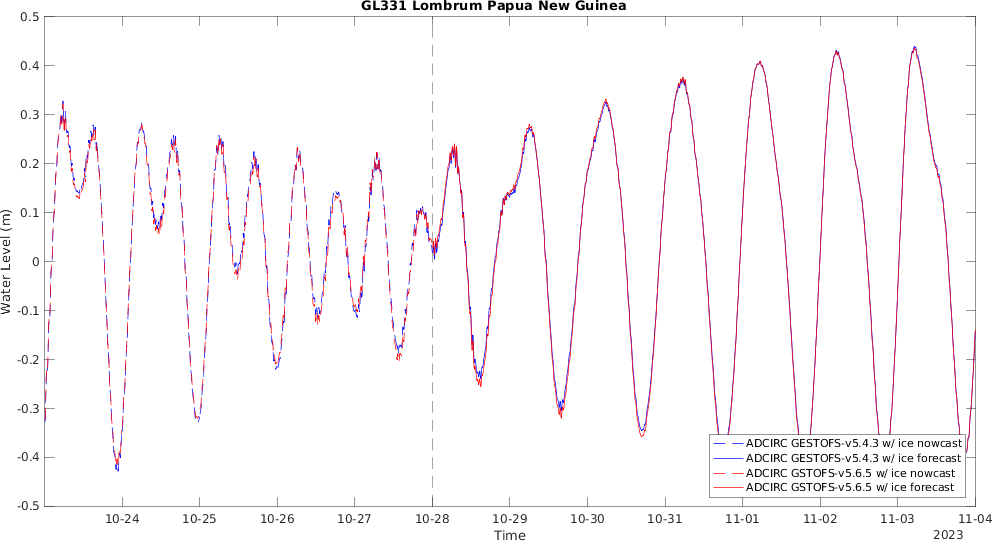 GL331 Lombrum Papua New Guinea
0.5
0.4
0.3
0.2
0.1
0
-0.1
-0.2
-0.3
-0.4
-0.5
Water Level (m)
ADCIRC GESTOFS-v5.4.3 w/ ice nowcast
ADCIRC GESTOFS-v5.4.3 w/ ice forecast
ADCIRC GSTOFS-v5.6.5 w/ ice nowcast
ADCIRC GSTOFS-v5.6.5 w/ ice forecast
10-24 10-25 10-26 10-27 10-28 10-29 10-30 10-31 11-01 11-02 11-03 11-04
Time
2023